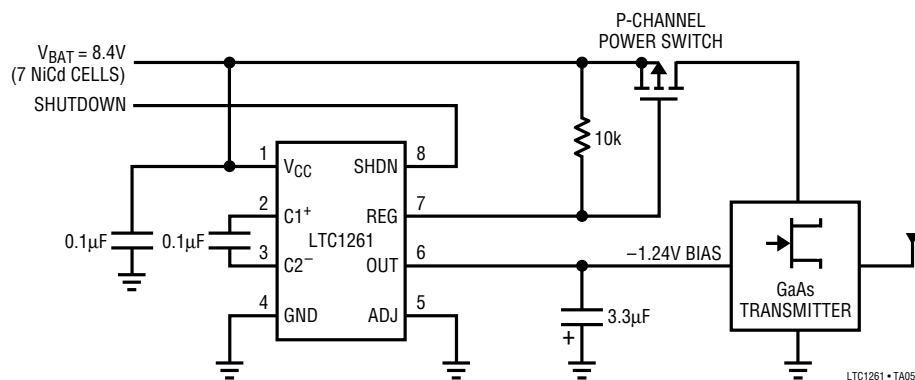 P-CHANNEL
POWER SWITCH
VBAT = 8.4V
(7 NiCd CELLS)
SHUTDOWN
10k
1
VCC
SHDN
8
2
C1+
REG
7
0.1µF
0.1µF
LTC1261
3
C2–
OUT
6
–1.24V BIAS
4
GND
ADJ
5
3.3µF
+
GaAs
TRANSMITTER
LTC1261 • TA05